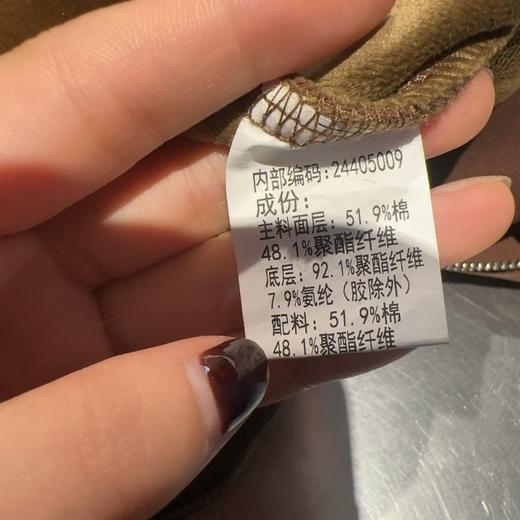 内部编码:24405009
成份:
主料面层: 51.9%棉
48.1%聚酯纤维
底层: 92.1%聚酯纤维
7.9%氨纶（胶除外）
配料: 51.9%棉
48.1%聚酯纤维